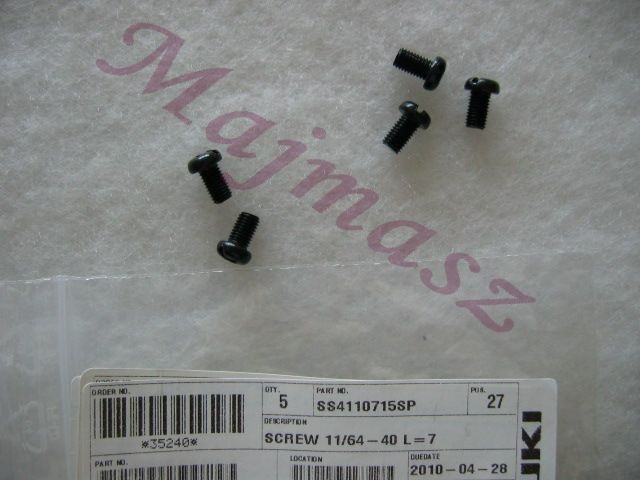 Majmasz
ORDER NO.
*35240*
QTY.
5
PART NO.
SS4110715SP
POS.
27
DESCRIPTION
SCREW 11/64-40 L=7
PART NO.
LOCATION
DUEDATE
2010-04-28
UKI